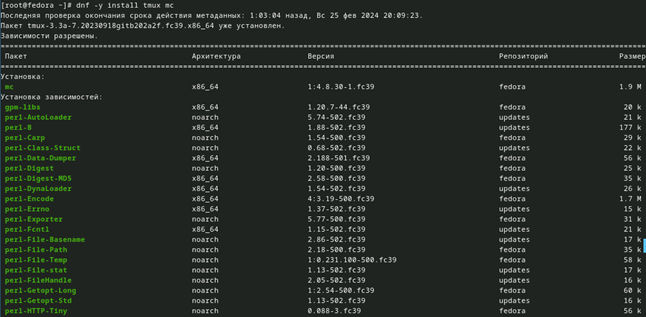 [root@fedora ~]# dnf -y install tmux mc
Последняя проверка окончания срока действия метаданных: 1:03:04 назад, Вс 25 фев 2024 20:09:23.
Пакет tmux-3.3a-7.20230918gitb202a2f.fc39.x86_64 уже установлен.
Зависимости разрешены.
Пакет Архитектура Версия Репозиторий Размер
Установка:
mc x86_64 1:4.8.30-1.fc39 fedora 1.9 M
Установка зависимостей:
gpm-libs x86_64 1.20.7-44.fc39 fedora 20 k
perl-AutoLoader noarch 5.74-502.fc39 updates 21 k
perl-B x86_64 1.88-502.fc39 updates 177 k
perl-Carp noarch 1.54-500.fc39 fedora 29 k
perl-Class-Struct noarch 0.68-502.fc39 updates 22 k
perl-Data-Dumper x86_64 2.188-501.fc39 fedora 56 k
perl-Digest noarch 1.20-500.fc39 fedora 25 k
perl-Digest-MD5 x86_64 2.58-500.fc39 fedora 35 k
perl-DynaLoader x86_64 1.54-502.fc39 updates 26 k
perl-Encode x86_64 4:3.19-500.fc39 fedora 1.7 M
perl-Errno x86_64 1.37-502.fc39 updates 15 k
perl-Exporter noarch 5.77-500.fc39 fedora 31 k
perl-Fcntl x86_64 1.15-502.fc39 updates 21 k
perl-File-Basename noarch 2.86-502.fc39 updates 17 k
perl-File-Path noarch 2.18-500.fc39 fedora 35 k
perl-File-Temp noarch 1:0.231.100-500.fc39 fedora 58 k
perl-File-stat noarch 1.13-502.fc39 updates 17 k
perl-FileHandle noarch 2.05-502.fc39 updates 16 k
perl-Getopt-Long noarch 1:2.54-500.fc39 fedora 60 k
perl-Getopt-Std noarch 1.13-502.fc39 updates 16 k
perl-HTTP-Tiny noarch 0.088-3.fc39 fedora 56 k